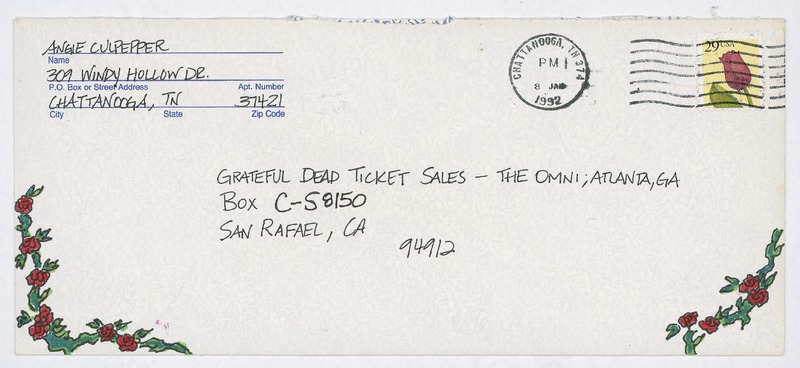 ANGIE CULPEPPER
Name
309 WINDY HOLLOW DR.
P.O. Box or Street Address Apt. Number
CHATTANOOGA, TN 37421
City State Zip Code
CHATTANOOGA, TN 374
PM
8 JAN
1992
29 USA
GRATEFUL DEAD TICKET SALES – THE OMNI; ATLANTA, GA
BOX C-S8150
SAN RAFAEL, CA
94912